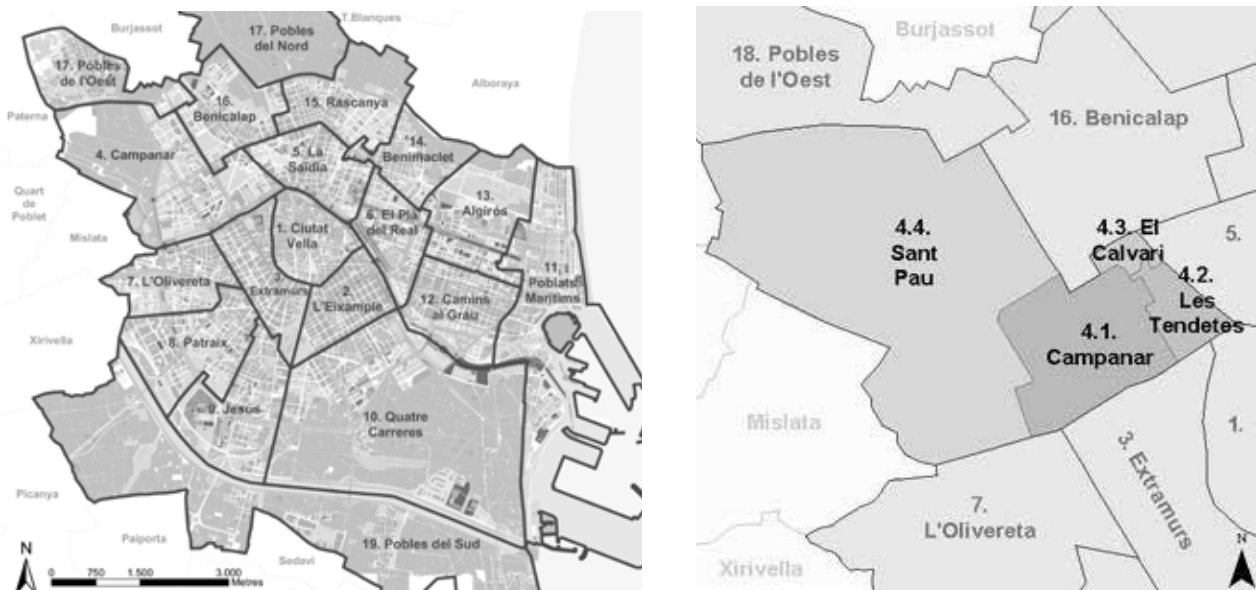 Burjassot
T.Blanques
17. Pobles
del Nord
17. Pobles
de l'Oest
Alboraya
16.
Benicalap
15. Rascanya
Paterna
4. Campanar
5. La
Saïdia
14.
Benimaclet
Quart
de
Poblet
13.
Algirós
6. El Pla
del Real
Mislata
1. Ciutat
Vella
11.
Poblats
Marítims
7. L'Olivereta
3.
Extramurs
2.
L'Eixample
12. Camins
al Grau
Xirivella
8. Patraix
9. Jesús
10. Quatre
Carreres
Picanya
Paiporta
Sedaví
19. Pobles del Sud
N
0 750 1.500 3.000
Metres
Burjassot
18. Pobles
de l'Oest
16. Benicalap
4.4.
Sant
Pau
4.3. El
Calvari
5.
4.2.
Les
Tendetes
4.1.
Campanar
Mislata
1.
3. Extramurs
7.
L'Olivereta
Xirivella
N